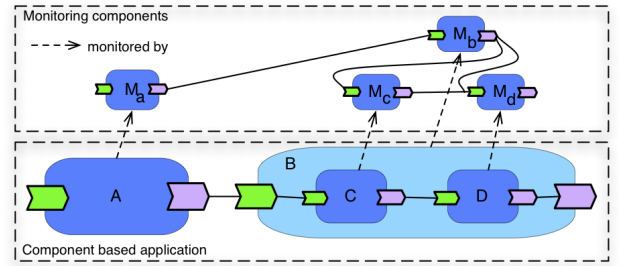 Monitoring components
monitored by
Mb
Ma
Mc
Md
B
A
C
D
Component based application